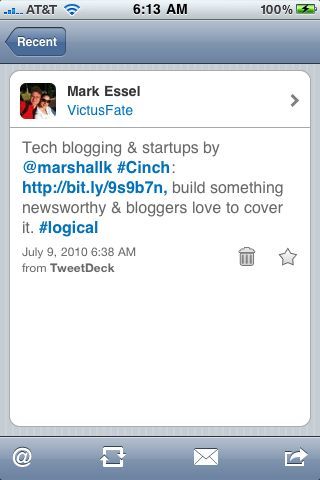 AT&T 6:13 AM 100%
Recent
Mark Essel
VictusFate
Tech blogging & startups by
@marshallk #Cinch:
http://bit.ly/9s9b7n, build something
newsworthy & bloggers love to cover
it. #logical
July 9, 2010 6:38 AM
from TweetDeck
@